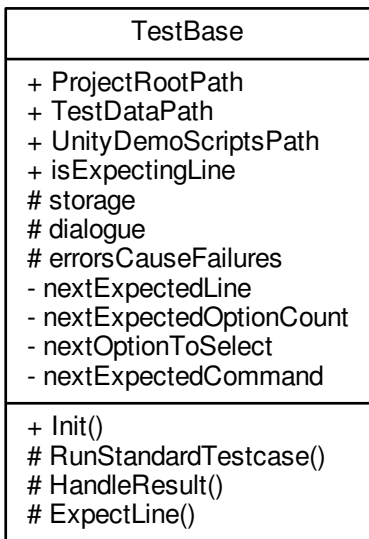 TestBase
+ ProjectRootPath
+ TestDataPath
+ UnityDemoScriptsPath
+ isExpectingLine
# storage
# dialogue
# errorsCauseFailures
- nextExpectedLine
- nextExpectedOptionCount
- nextOptionToSelect
- nextExpectedCommand
+ Init()
# RunStandardTestcase()
# HandleResult()
# ExpectLine()